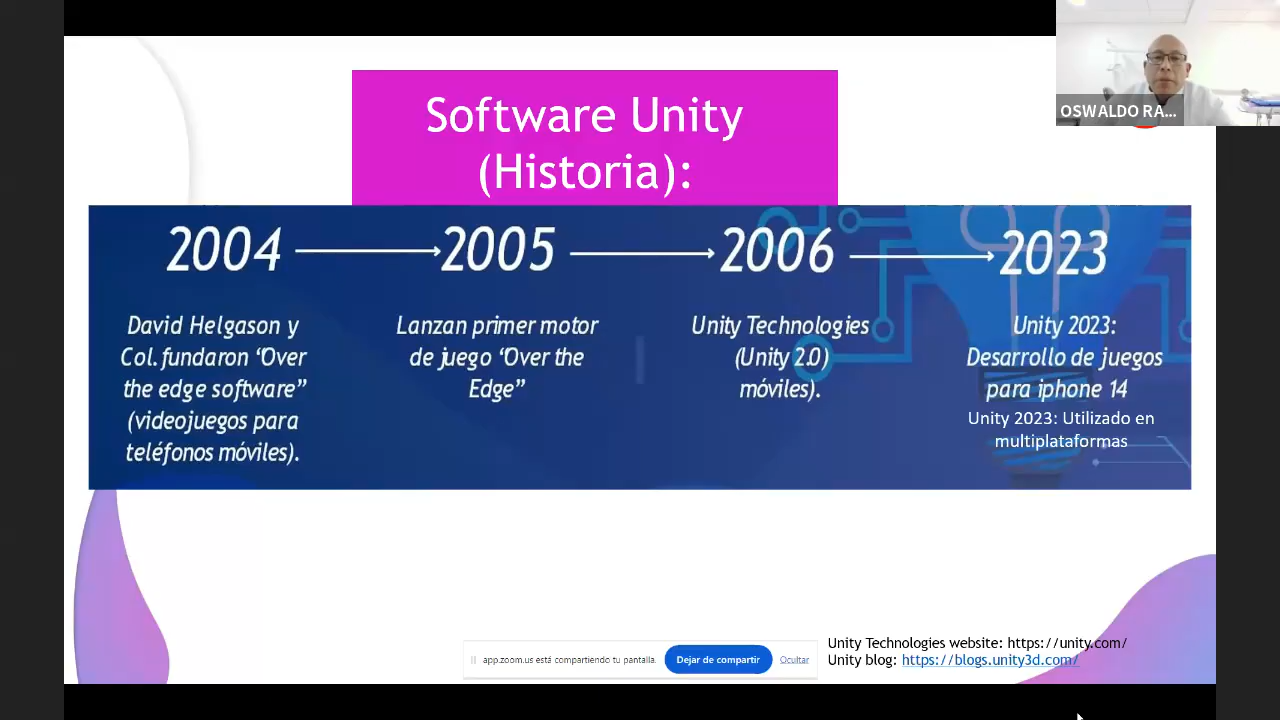 Software Unity
(Historia):
OSWALDO RA...
2004
2005
2006
2023
David Helgason y
Col. fundaron “Over
the edge software”
(videojuegos para
teléfonos móviles).
Lanzan primer motor
de juego “Over the
Edge”
Unity Technologies
(Unity 2.0)
móviles).
Unity 2023:
Desarrollo de juegos
para iphone 14
Unity 2023: Utilizado en
multiplataformas
app.zoom.us está compartiendo tu pantalla.
Dejar de compartir
Ocultar
Unity Technologies website: https://unity.com/
Unity blog: https://blogs.unity3d.com/